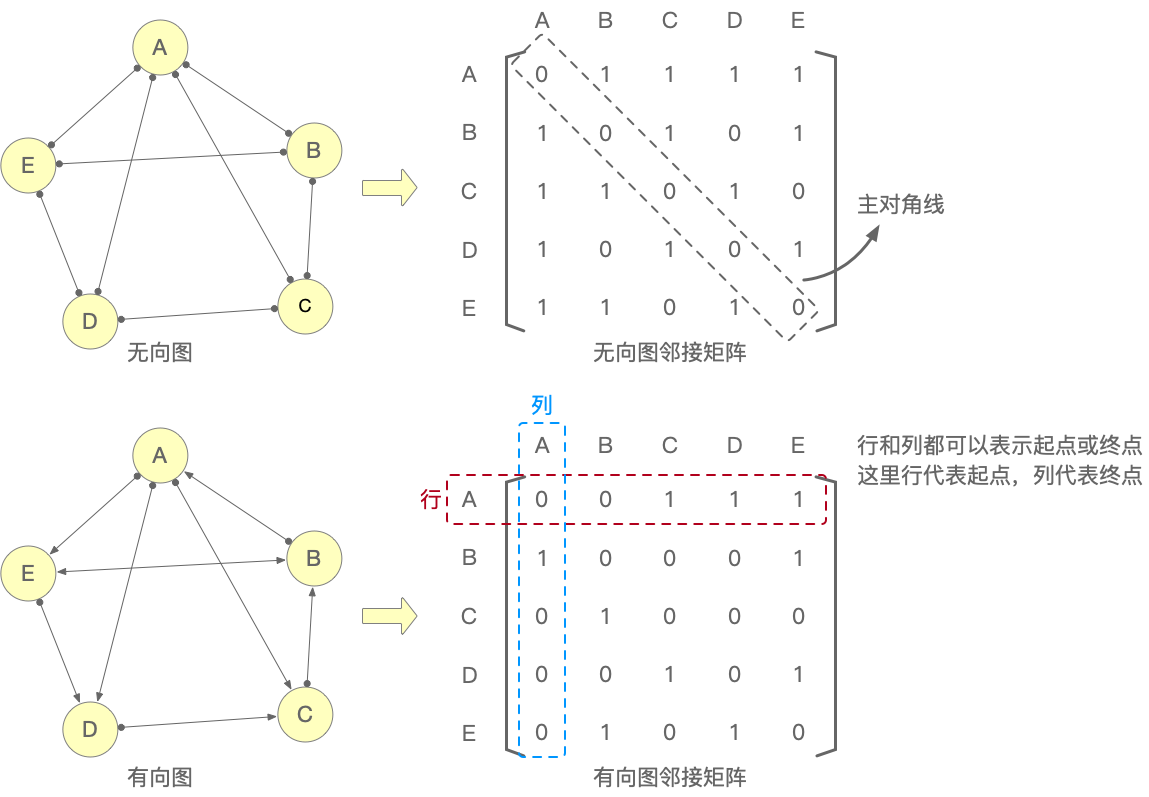 A
B
C
D
E
无向图
A B C D E
A 0 1 1 1 1
B 1 0 1 0 1
C 1 1 0 1 0
D 1 0 1 0 1
E 1 1 0 1 0
主对角线
无向图邻接矩阵
A
B
C
D
E
有向图
列
A B C D E
行 A 0 0 1 1 1
B 1 0 0 0 1
C 0 1 0 0 0
D 0 0 1 0 1
E 0 1 0 1 0
有向图邻接矩阵
行和列都可以表示起点或终点
这里行代表起点，列代表终点